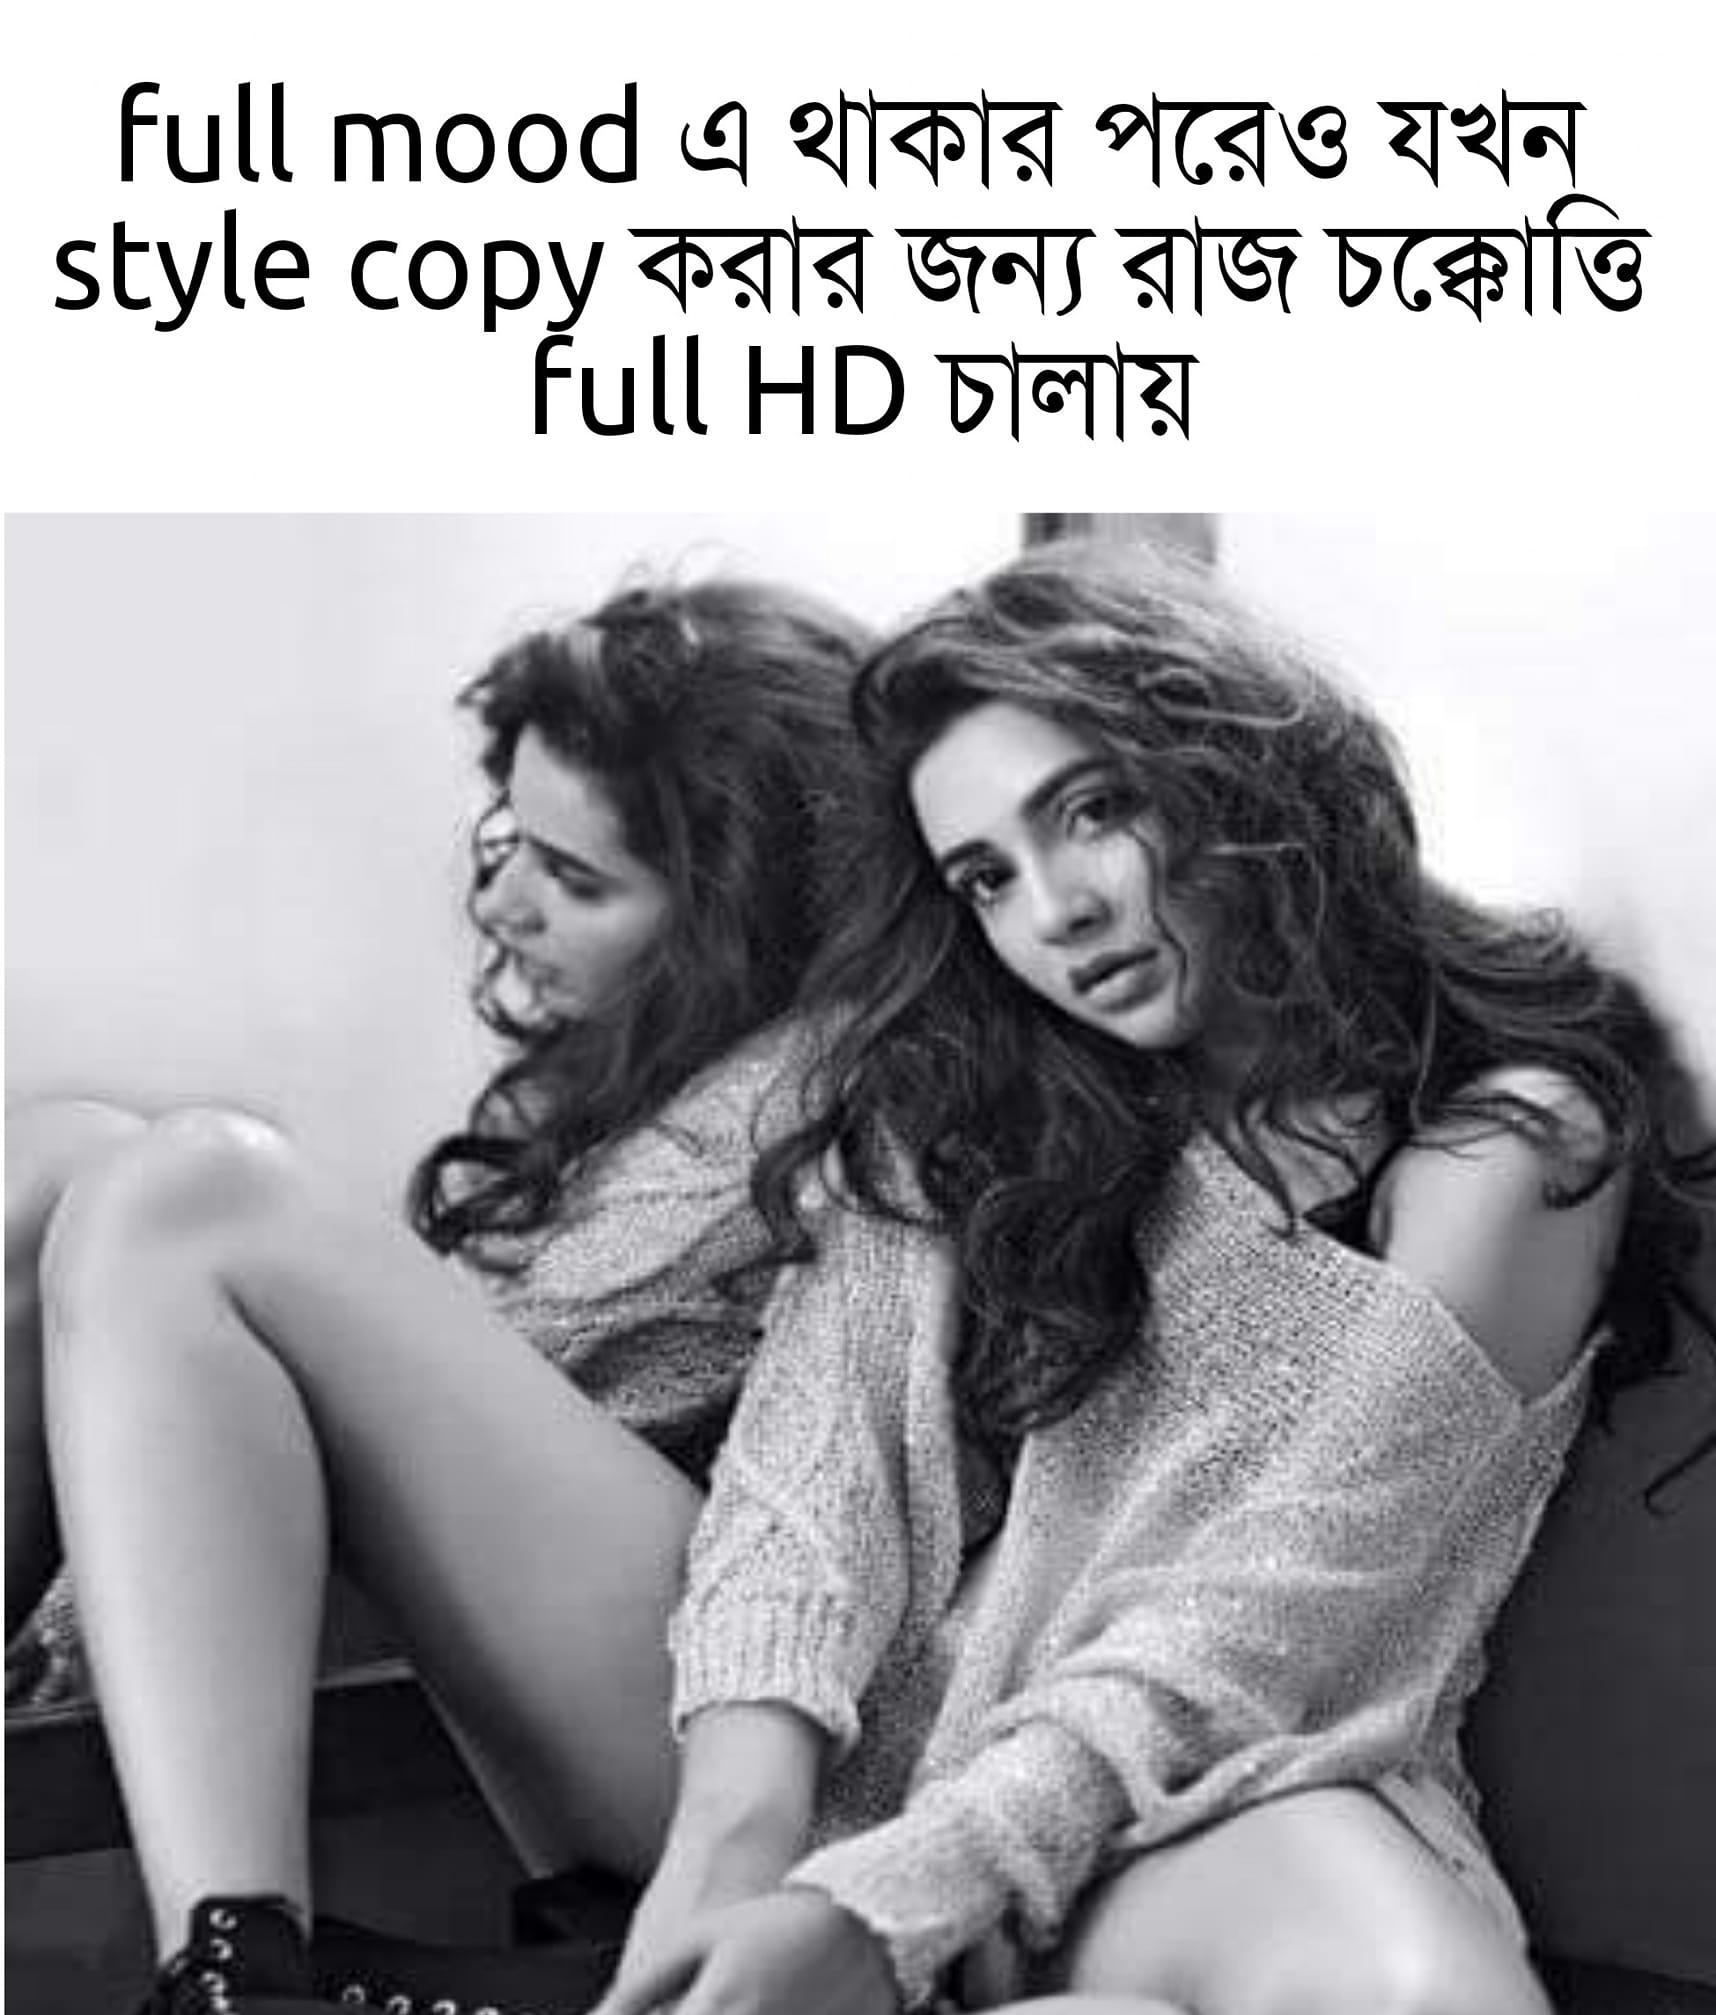 full mood এ থাকার পরেও যখন
style copy করার জন্য রাজ চক্কোত্তি
full HD চালায়